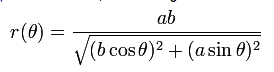 r(θ) = ab / √((b cos θ)² + (a sin θ)²)